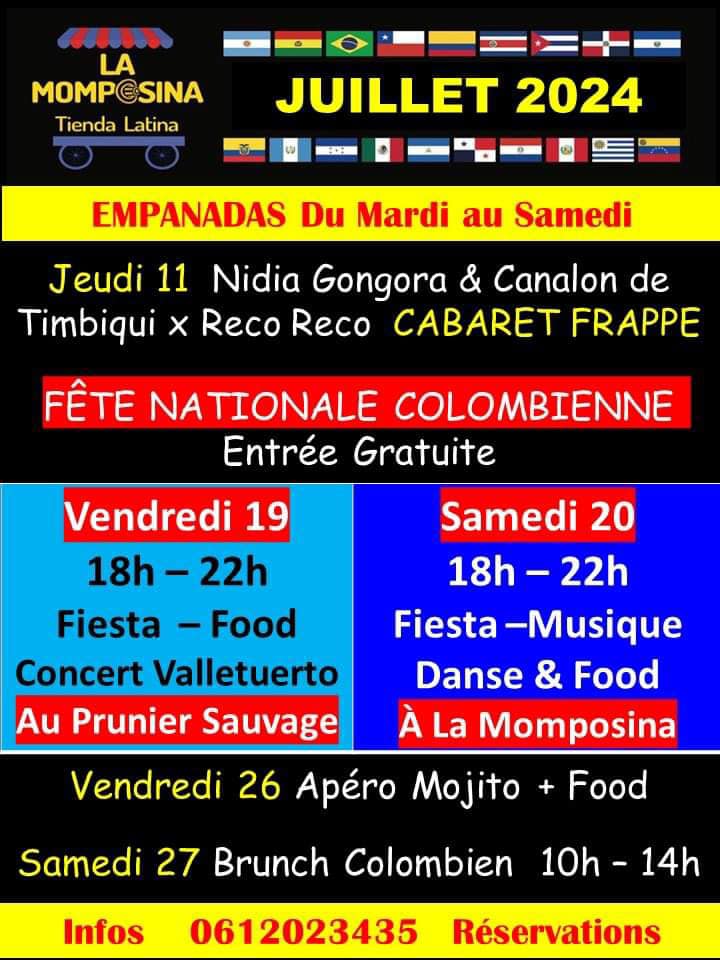 LA
MOMPOSINA
Tienda Latina
JUILLET 2024
EMPANADAS Du Mardi au Samedi
Jeudi 11 Nidia Gongora & Canalon de
Timbiqui x Reco Reco CABARET FRAPPE
FÊTE NATIONALE COLOMBIENNE
Entrée Gratuite
Vendredi 19
18h – 22h
Fiesta – Food
Concert Valletuerto
Au Prunier Sauvage
Samedi 20
18h – 22h
Fiesta –Musique
Danse & Food
À La Momposina
Vendredi 26 Apéro Mojito + Food
Samedi 27 Brunch Colombien 10h – 14h
Infos 0612023435 Réservations